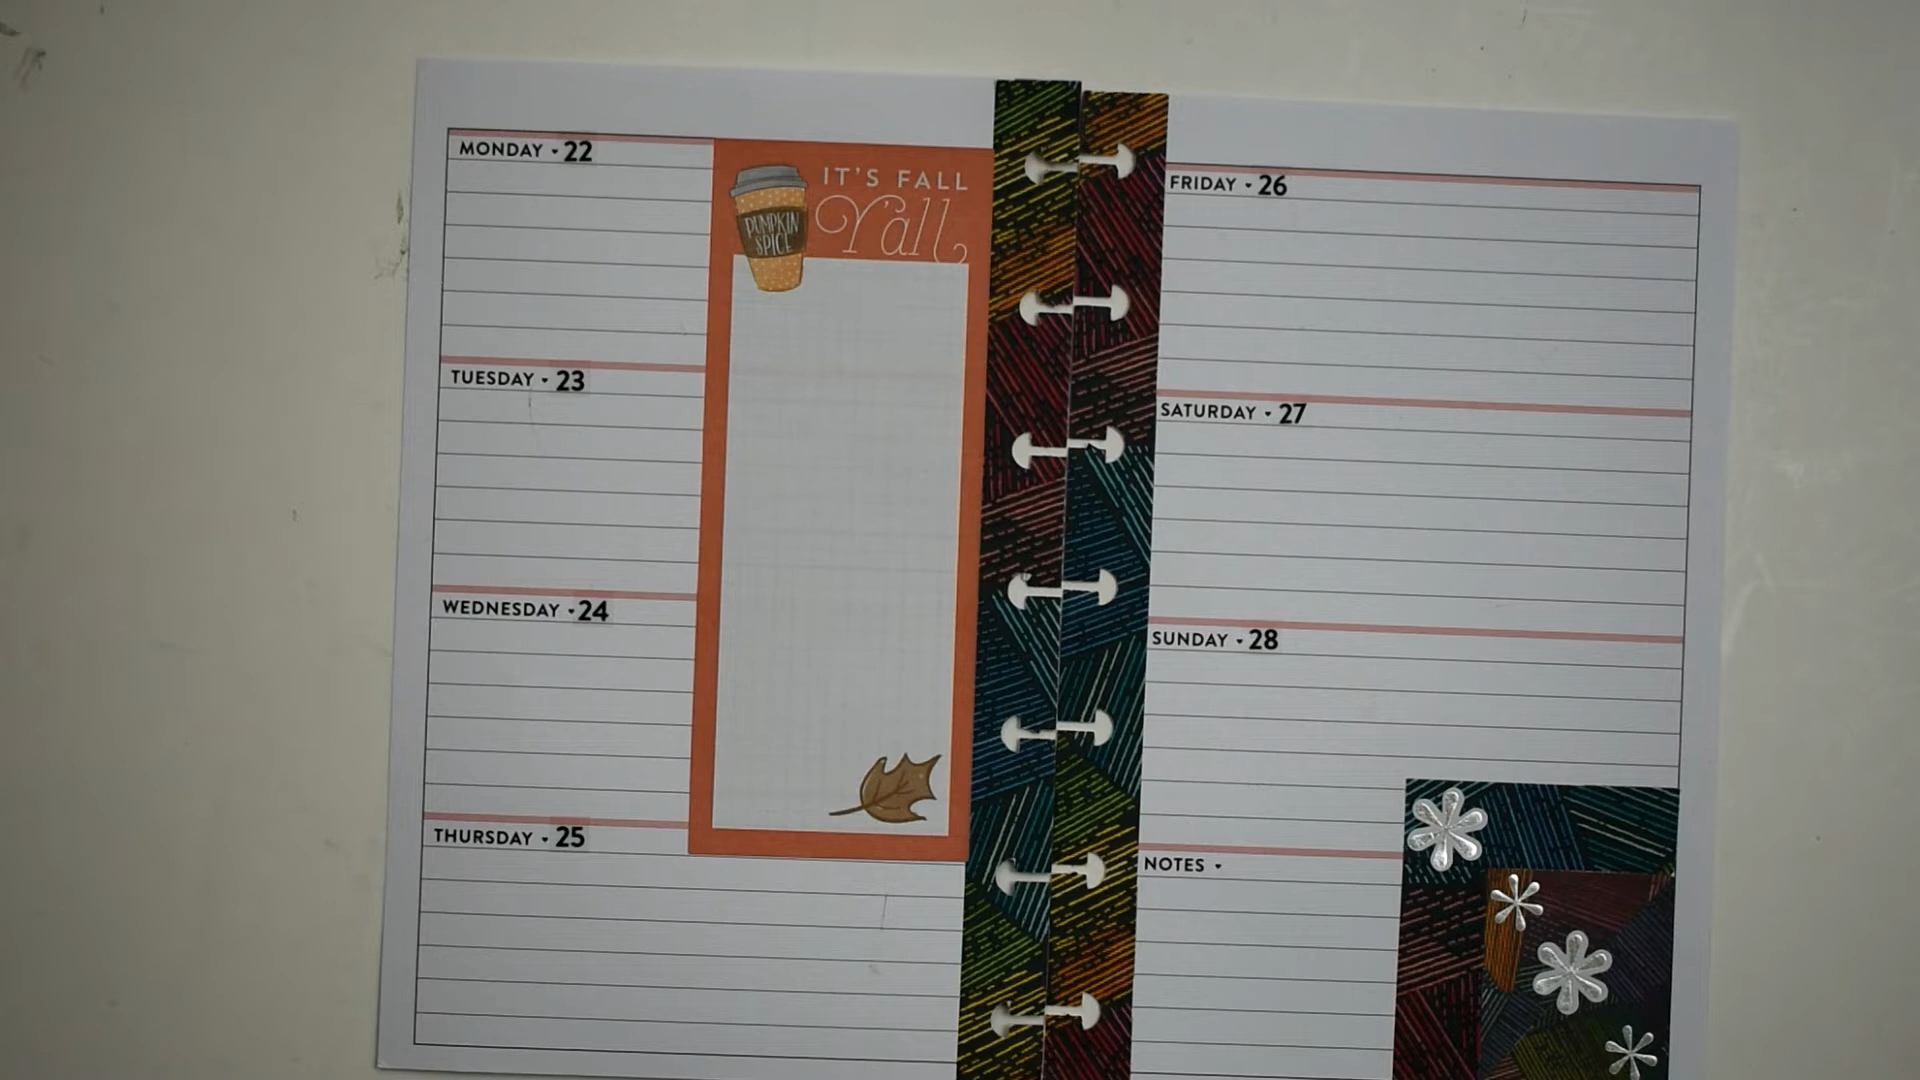 MONDAY • 22
IT'S FALL
Y'all
PUMPKIN
SPICE
TUESDAY • 23
WEDNESDAY • 24
THURSDAY • 25
FRIDAY • 26
SATURDAY • 27
SUNDAY • 28
NOTES •